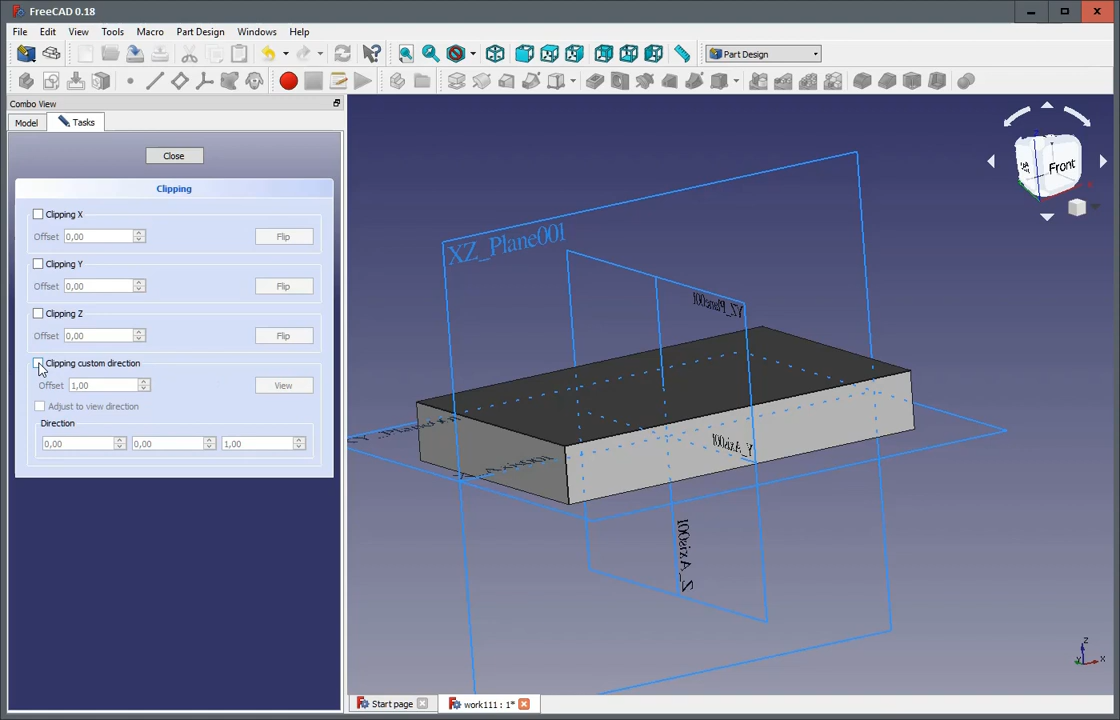 FreeCAD 0.18
File Edit View Tools Macro Part Design Windows Help
Part Design
Combo View
Model Tasks
Close
Clipping
Clipping X
Offset 0,00 Flip
Clipping Y
Offset 0,00 Flip
Clipping Z
Offset 0,00 Flip
Clipping custom direction
Offset 1,00 View
Adjust to view direction
Direction
0,00 0,00 1,00
XZ_Plane001
YZ_Plane001
Y_Axis001
Z_Axis001
Front
Z
Y X
Start page work111 : 1*